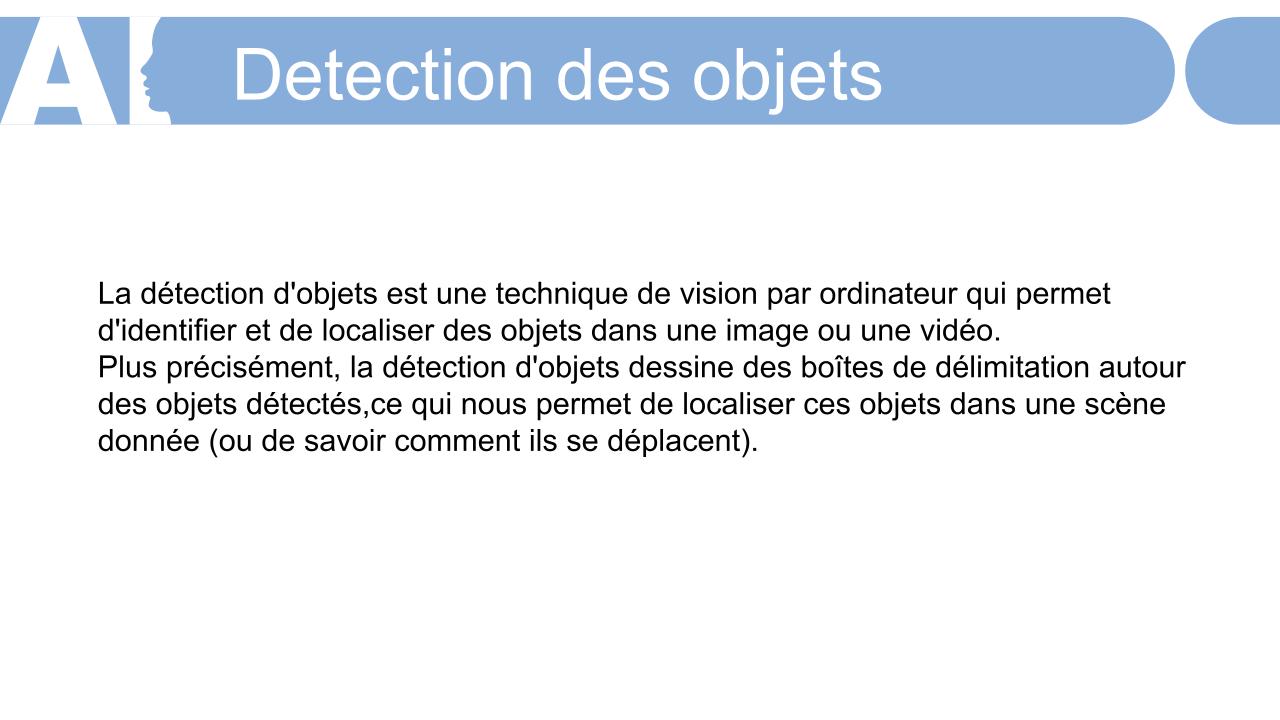 AI Detection des objets
La détection d'objets est une technique de vision par ordinateur qui permet
d'identifier et de localiser des objets dans une image ou une vidéo.
Plus précisément, la détection d'objets dessine des boîtes de délimitation autour
des objets détectés,ce qui nous permet de localiser ces objets dans une scène
donnée (ou de savoir comment ils se déplacent).